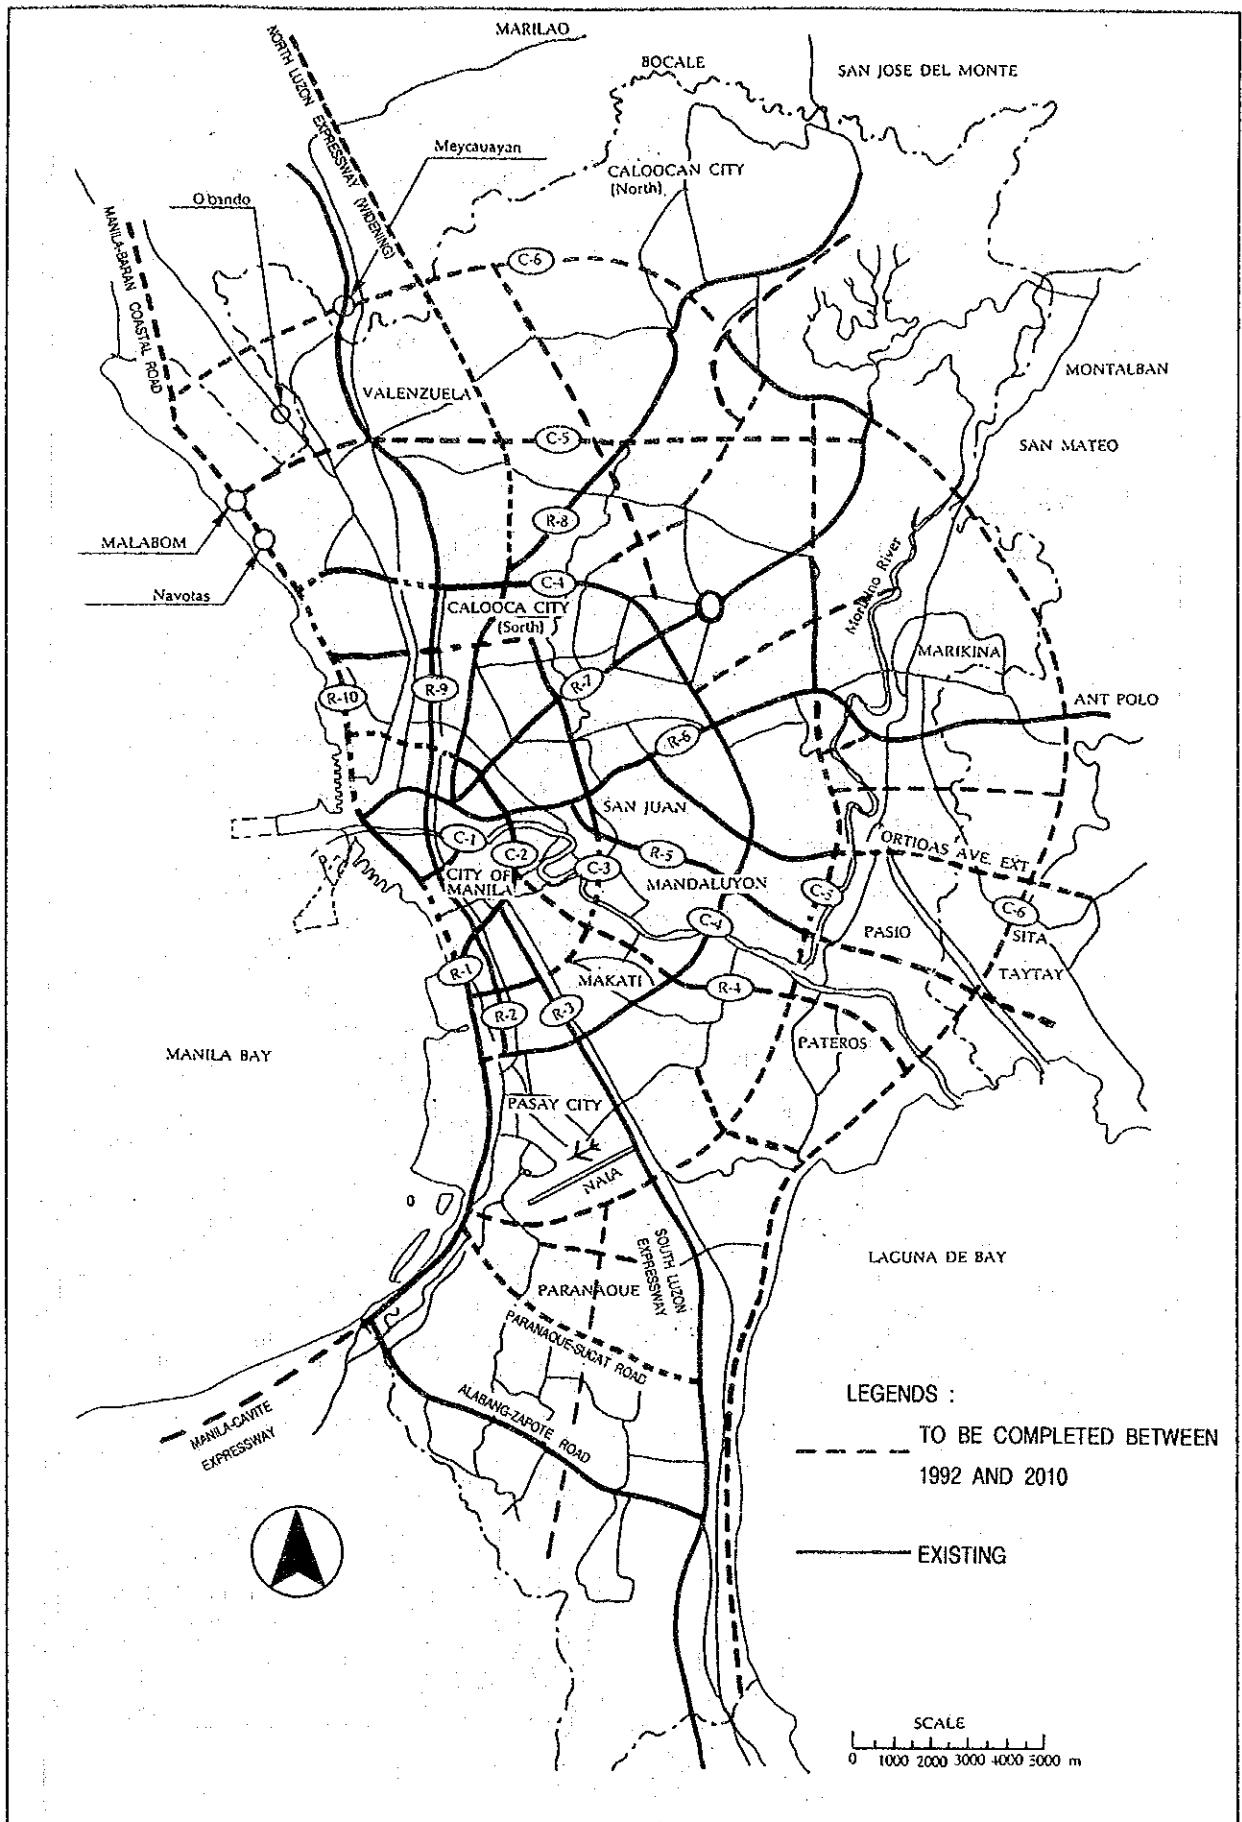 MARILAO
BOCALE
SAN JOSE DEL MONTE
NORTH LUZON EXPRESSWAY (WIDENING)
Meycauayan
CALOOCAN CITY
(North)
Obando
MANILA-BARAN COASTAL ROAD
C-6
MONTALBAN
VALENZUELA
C-5
SAN MATEO
R-8
MALABOM
Navotas
C-4
CALOOCA CITY
(Sorth)
River
MARIKINA
R-7
R-9
R-10
ANT POLO
R-6
SAN JUAN
C-1
C-2
R-5
C-3
ORTIOAS AVE. EXT
CITY OF
MANILA
MANDALUYON
C-5
C-6
C-4
PASIO
SITA
R-1
MAKATI
R-4
TAYTAY
R-2
R-3
MANILA BAY
PATEROS
PASAY CITY
NAIA
SOUTH LUZON
EXPRESSWAY
LAGUNA DE BAY
PARANAOUE
PARANAOUE-SUCAT ROAD
ALABANG-ZAPOTE ROAD
MANILA-CAVITE
EXPRESSWAY
LEGENDS :
TO BE COMPLETED BETWEEN
1992 AND 2010
EXISTING
SCALE
0 1000 2000 3000 4000 5000 m